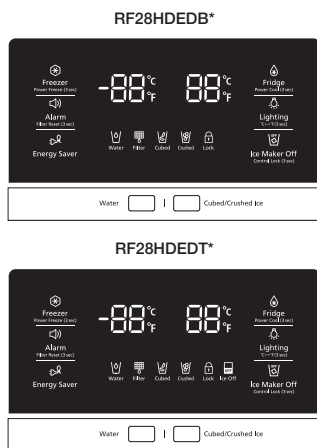 RF28HDEDB*
Freezer
Power Freeze (3 sec)
Alarm
Filter Reset (3 sec)
Energy Saver
-88 °C °F 88 °C °F
Water Filter Cubed Crushed Lock
Fridge
Power Cool (3 sec)
Lighting
°C↔°F (3 sec)
OFF
Ice Maker Off
Control Lock (3 sec)
Water Cubed/Crushed Ice
RF28HDEDT*
Freezer
Power Freeze (3 sec)
Alarm
Filter Reset (3 sec)
Energy Saver
-88 °C °F 88 °C °F
OFF
Water Filter Cubed Crushed Lock Ice Off
Fridge
Power Cool (3 sec)
Lighting
°C↔°F (3 sec)
OFF
Ice Maker Off
Control Lock (3 sec)
Water Cubed/Crushed Ice